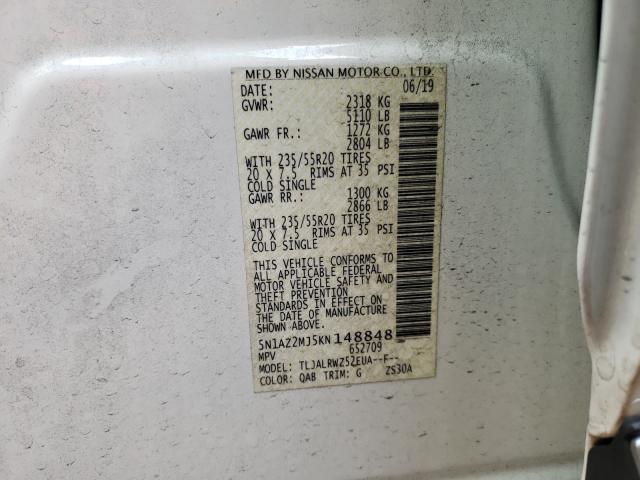 MFD BY NISSAN MOTOR CO., LTD.
DATE: 06/19
GVWR: 2318 KG
5110 LB
GAWR FR.: 1272 KG
2804 LB
WITH 235/55R20 TIRES
20 X 7.5 RIMS AT 35 PSI
COLD SINGLE
GAWR RR.: 1300 KG
2866 LB
WITH 235/55R20 TIRES
20 X 7.5 RIMS AT 35 PSI
COLD SINGLE
THIS VEHICLE CONFORMS TO
ALL APPLICABLE FEDERAL
MOTOR VEHICLE SAFETY AND
THEFT PREVENTION
STANDARDS IN EFFECT ON
THE DATE OF MANUFACTURE
SHOWN ABOVE.
5N1AZ2MJ5KN148848
MPV 652709
MODEL: TLJALRWZ52EUA--F--
COLOR: QAB TRIM: G ZS30A